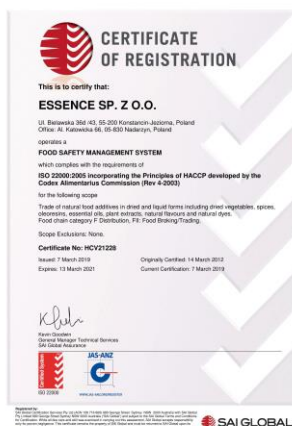 CERTIFICATE
OF REGISTRATION
This is to certify that:
ESSENCE SP. Z O.O.
Ul. Bielawska 36d /43, 55-200 Konstancin-Jeziorna, Poland
Office: Al. Katowicka 66, 05-830 Nadarzyn, Poland
operates a
FOOD SAFETY MANAGEMENT SYSTEM
which complies with the requirements of
ISO 22000:2005 incorporating the Principles of HACCP developed by the
Codex Alimentarius Commission (Rev 4-2003)
for the following scope
Trade of natural food additives in dried and liquid forms including dried vegetables, spices,
oleoresins, essential oils, plant extracts, natural flavours and natural dyes.
Food chain category F Distribution, FII: Food Broking/Trading.
Scope Exclusions: None.
Certificate No: HCV21228
Issued: 7 March 2019 Originally Certified: 14 March 2012
Expires: 13 March 2021 Current Certification: 7 March 2019
Kevin
General Manager Technical Services
SAI Global Assurance
Certified System
JAS-ANZ
ISO 22000
SAI GLOBAL